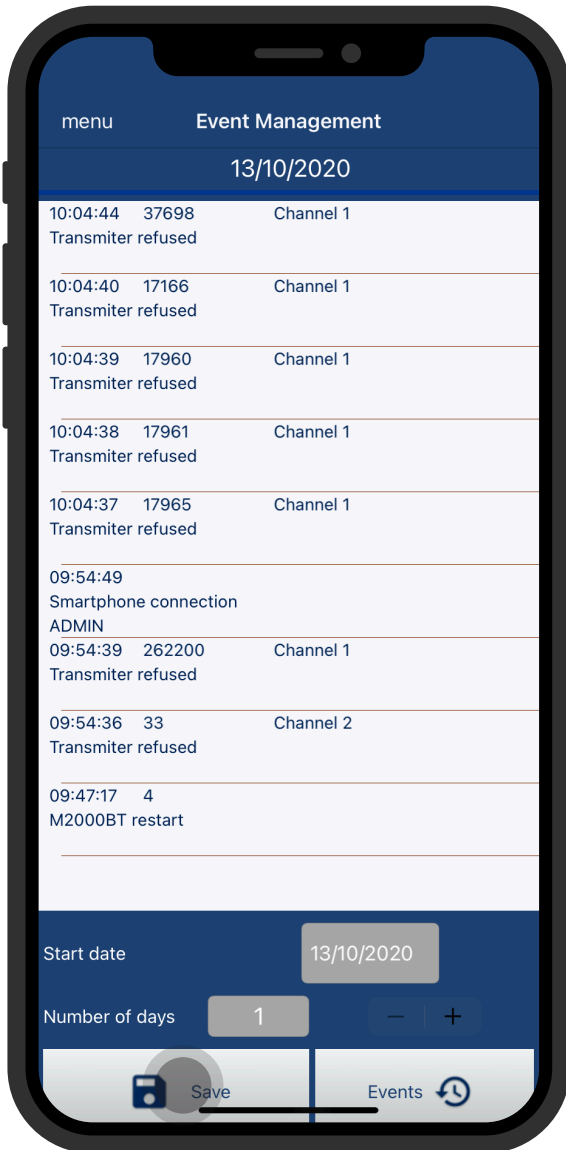 menu Event Management
13/10/2020
10:04:44 37698 Channel 1
Transmiter refused
10:04:40 17166 Channel 1
Transmiter refused
10:04:39 17960 Channel 1
Transmiter refused
10:04:38 17961 Channel 1
Transmiter refused
10:04:37 17965 Channel 1
Transmiter refused
09:54:49
Smartphone connection
ADMIN
09:54:39 262200 Channel 1
Transmiter refused
09:54:36 33 Channel 2
Transmiter refused
09:47:17 4
M2000BT restart
Start date 13/10/2020
Number of days 1 − +
Save Events